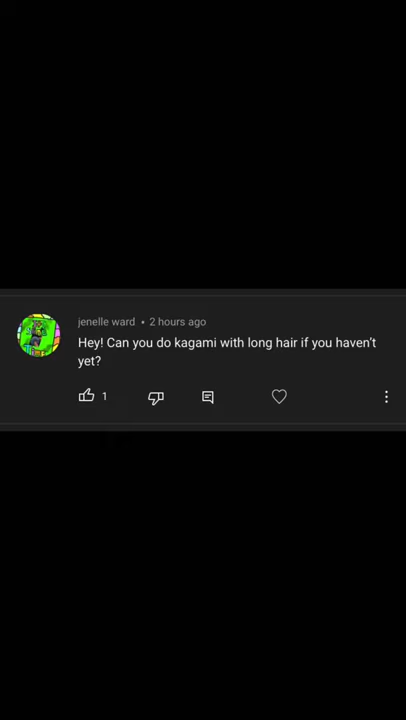 jenelle ward • 2 hours ago
Hey! Can you do kagami with long hair if you haven't
yet?
1